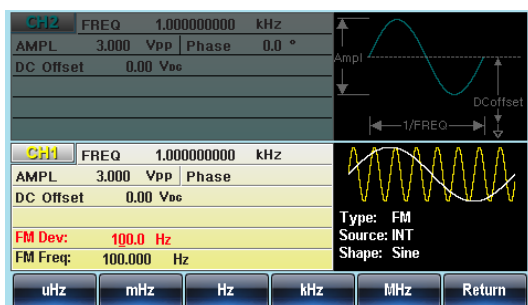 CH2 FREQ 1.000000000 kHz
AMPL 3.000 VPP Phase 0.0 °
DC Offset 0.00 VDC
Ampl
DCoffset
1/FREQ
CH1 FREQ 1.000000000 kHz
AMPL 3.000 VPP Phase
DC Offset 0.00 VDC
FM Dev: 100.0 Hz
FM Freq: 100.000 Hz
Type: FM
Source: INT
Shape: Sine
uHz mHz Hz kHz MHz Return